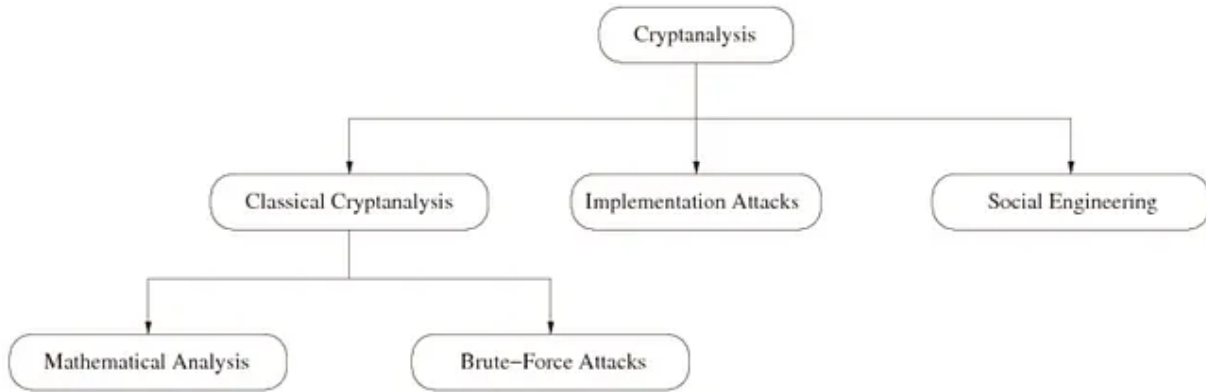 Cryptanalysis
Classical Cryptanalysis
Implementation Attacks
Social Engineering
Mathematical Analysis
Brute−Force Attacks